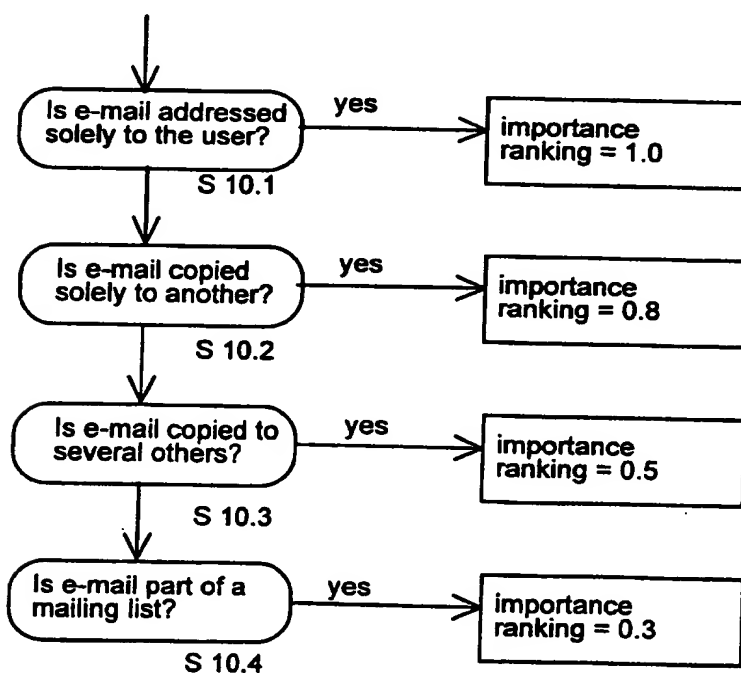 Is e-mail addressed
solely to the user?
yes
importance
ranking = 1.0
S 10.1
Is e-mail copied
solely to another?
yes
importance
ranking = 0.8
S 10.2
Is e-mail copied to
several others?
yes
importance
ranking = 0.5
S 10.3
Is e-mail part of a
mailing list?
yes
importance
ranking = 0.3
S 10.4